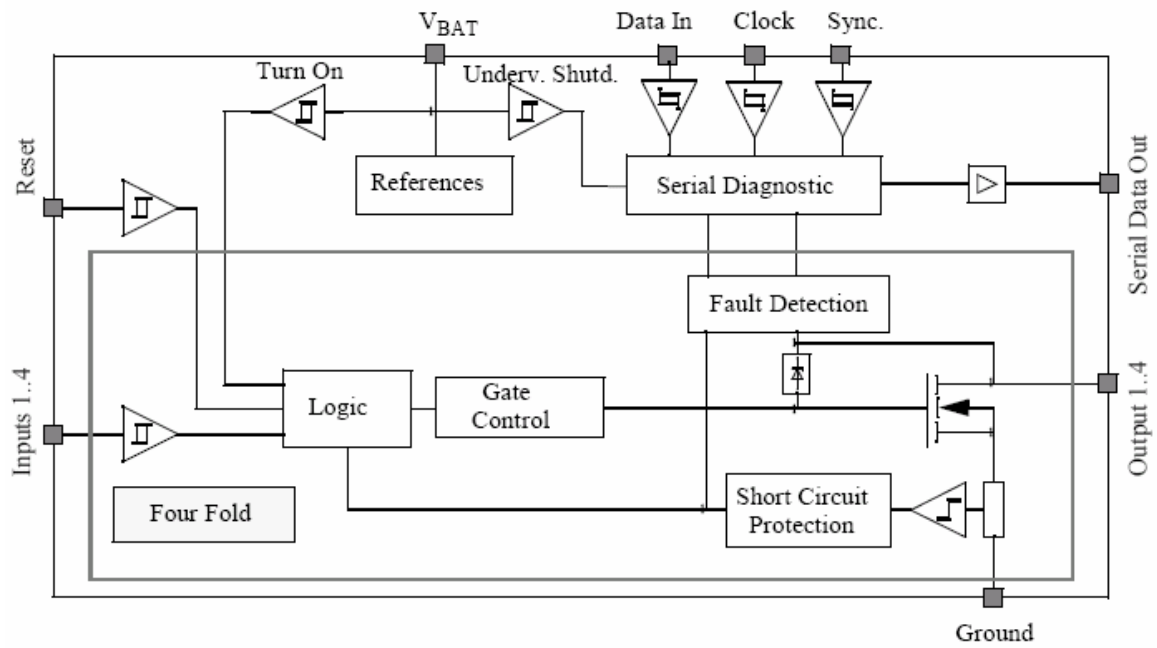 V_BAT
Data In
Clock
Sync.
Turn On
Underv. Shutd.
Reset
References
Serial Diagnostic
Serial Data Out
Fault Detection
Inputs 1..4
Logic
Gate
Control
Output 1..4
Four Fold
Short Circuit
Protection
Ground